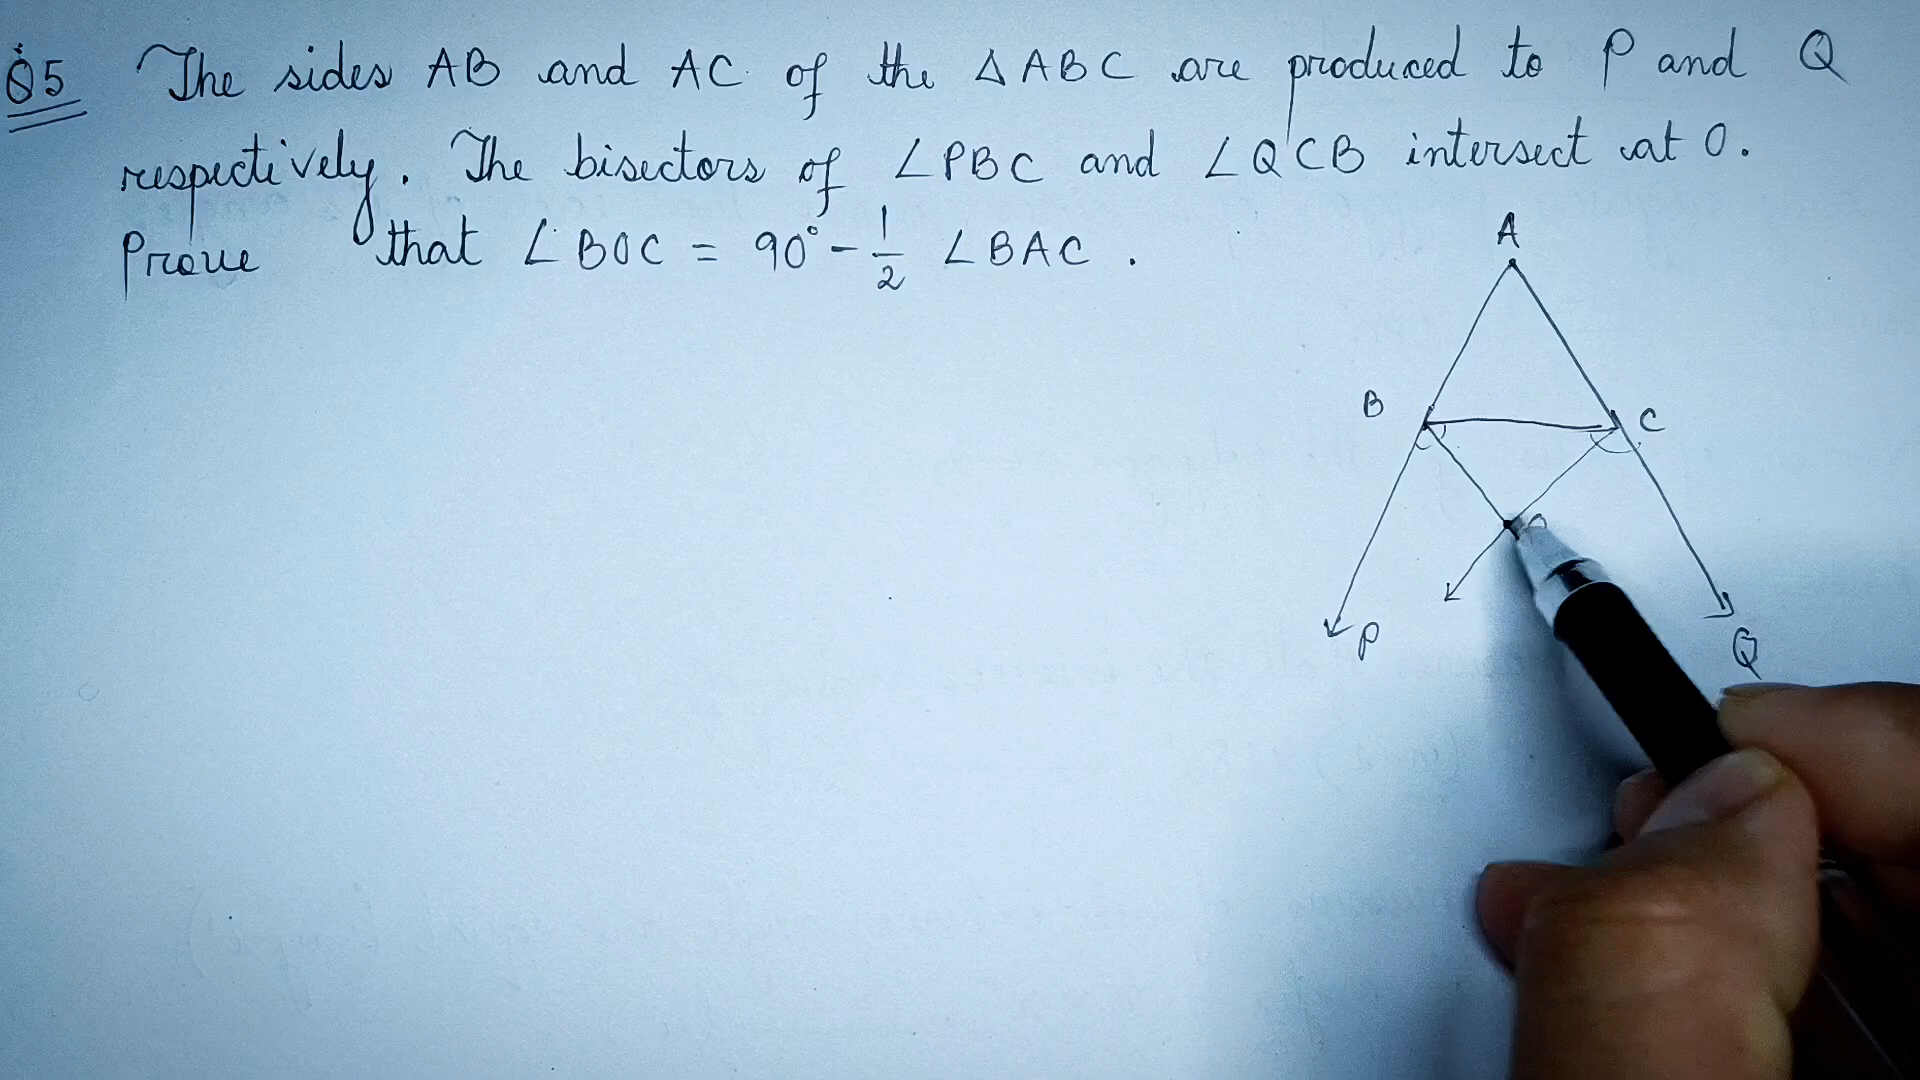 Q5 The sides AB and AC of the △ABC are produced to P and Q
respectively. The bisectors of ∠PBC and ∠QCB intersect at O.
Prove that ∠BOC = 90° - 1/2 ∠BAC.
A
B
C
O
P
Q